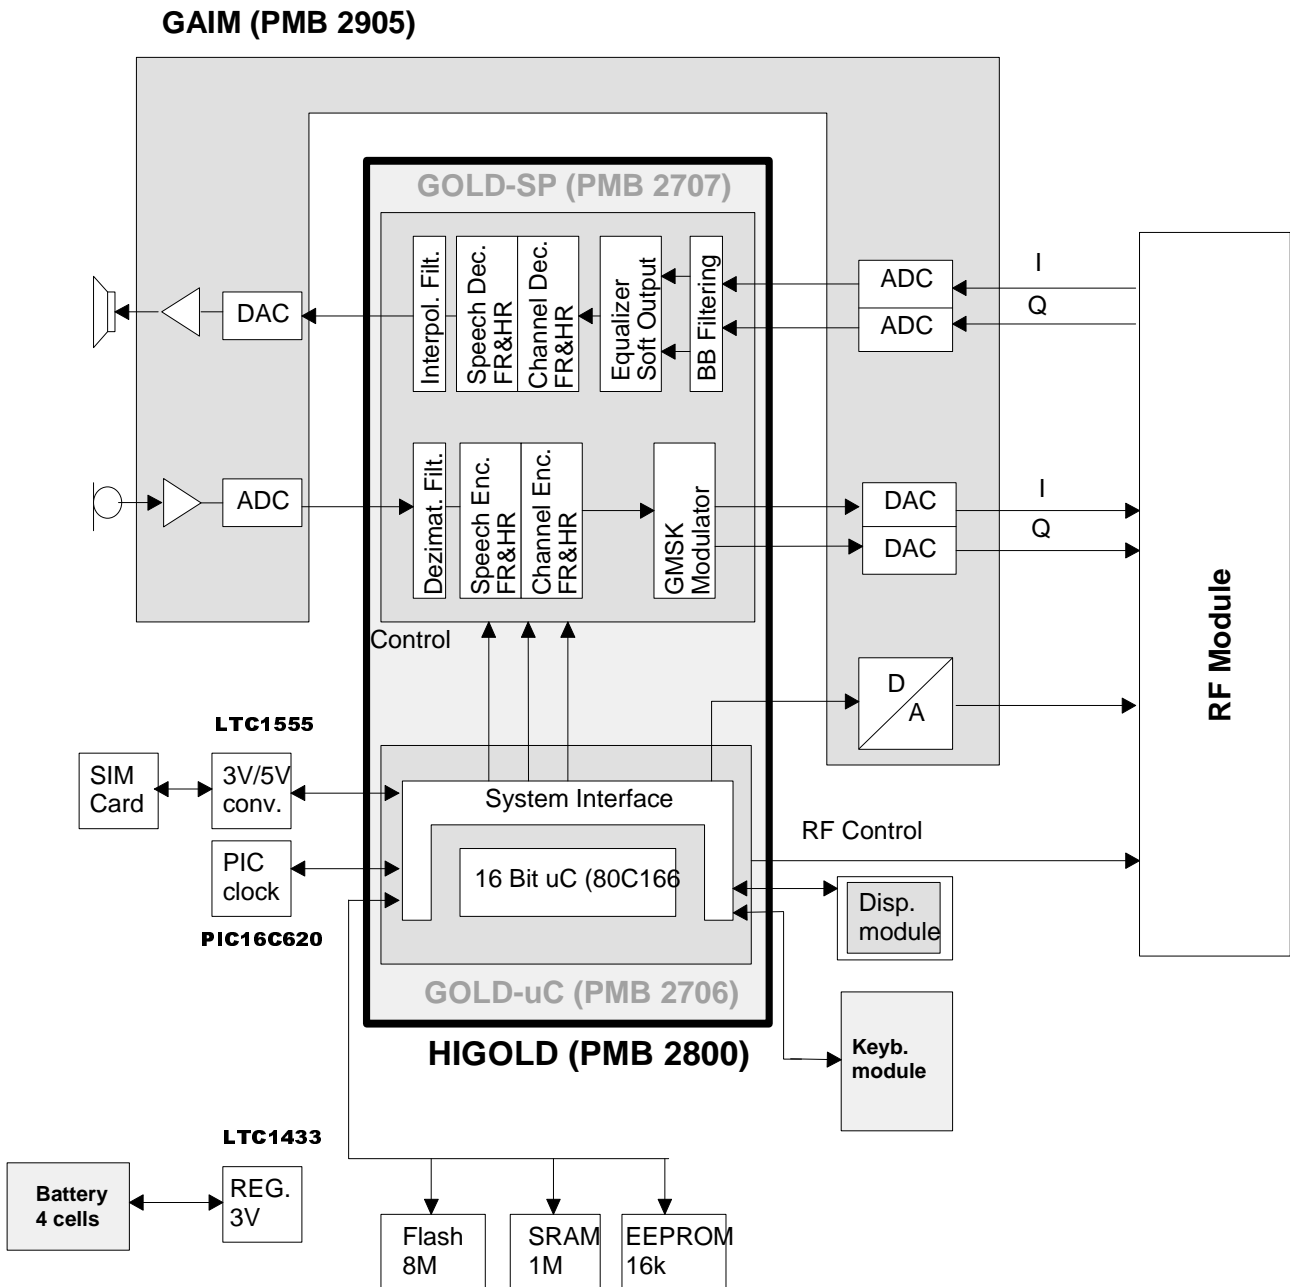 GAIM (PMB 2905)
GOLD-SP (PMB 2707)
Interpol. Filt.
Speech Dec.
FR&HR
Channel Dec.
FR&HR
Equalizer
Soft Output
BB Filtering
DAC
ADC
ADC
I
Q
Dezimat. Filt.
Speech Enc.
FR&HR
Channel Enc.
FR&HR
GMSK
Modulator
ADC
DAC
DAC
I
Q
RF Module
Control
D
A
LTC1555
SIM
Card
3V/5V
conv.
System Interface
RF Control
PIC
clock
16 Bit uC (80C166
Disp.
module
PIC16C620
GOLD-uC (PMB 2706)
HIGOLD (PMB 2800)
Keyb.
module
LTC1433
Battery
4 cells
REG.
3V
Flash
8M
SRAM
1M
EEPROM
16k